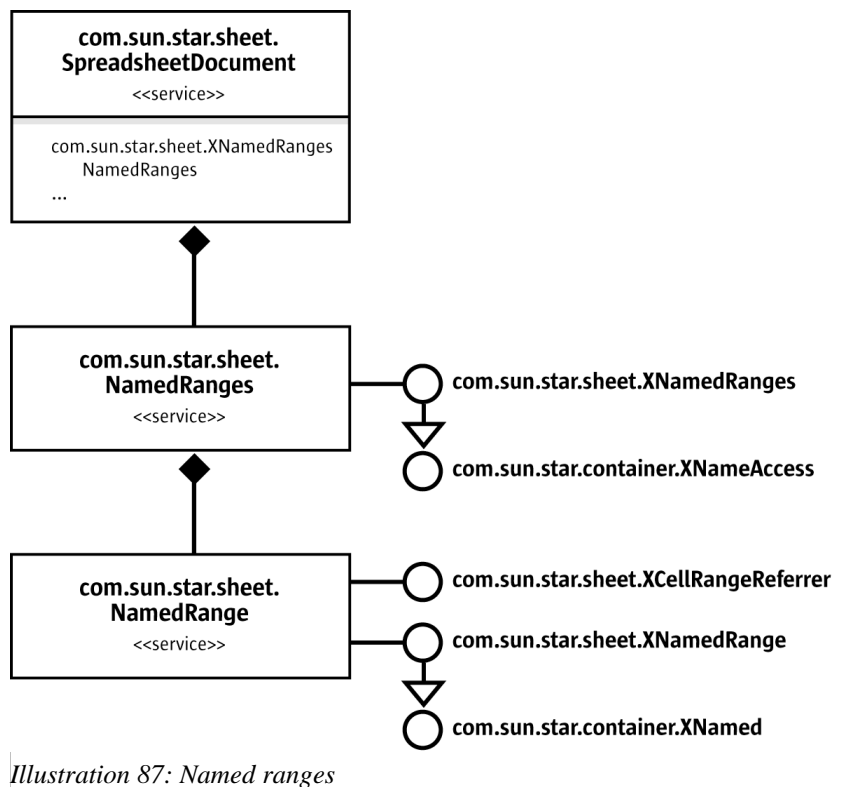 com.sun.star.sheet.
SpreadsheetDocument
<<service>>
com.sun.star.sheet.XNamedRanges
NamedRanges
...
com.sun.star.sheet.
NamedRanges
<<service>>
com.sun.star.sheet.XNamedRanges
com.sun.star.container.XNameAccess
com.sun.star.sheet.
NamedRange
<<service>>
com.sun.star.sheet.XCellRangeReferrer
com.sun.star.sheet.XNamedRange
com.sun.star.container.XNamed
Illustration 87: Named ranges